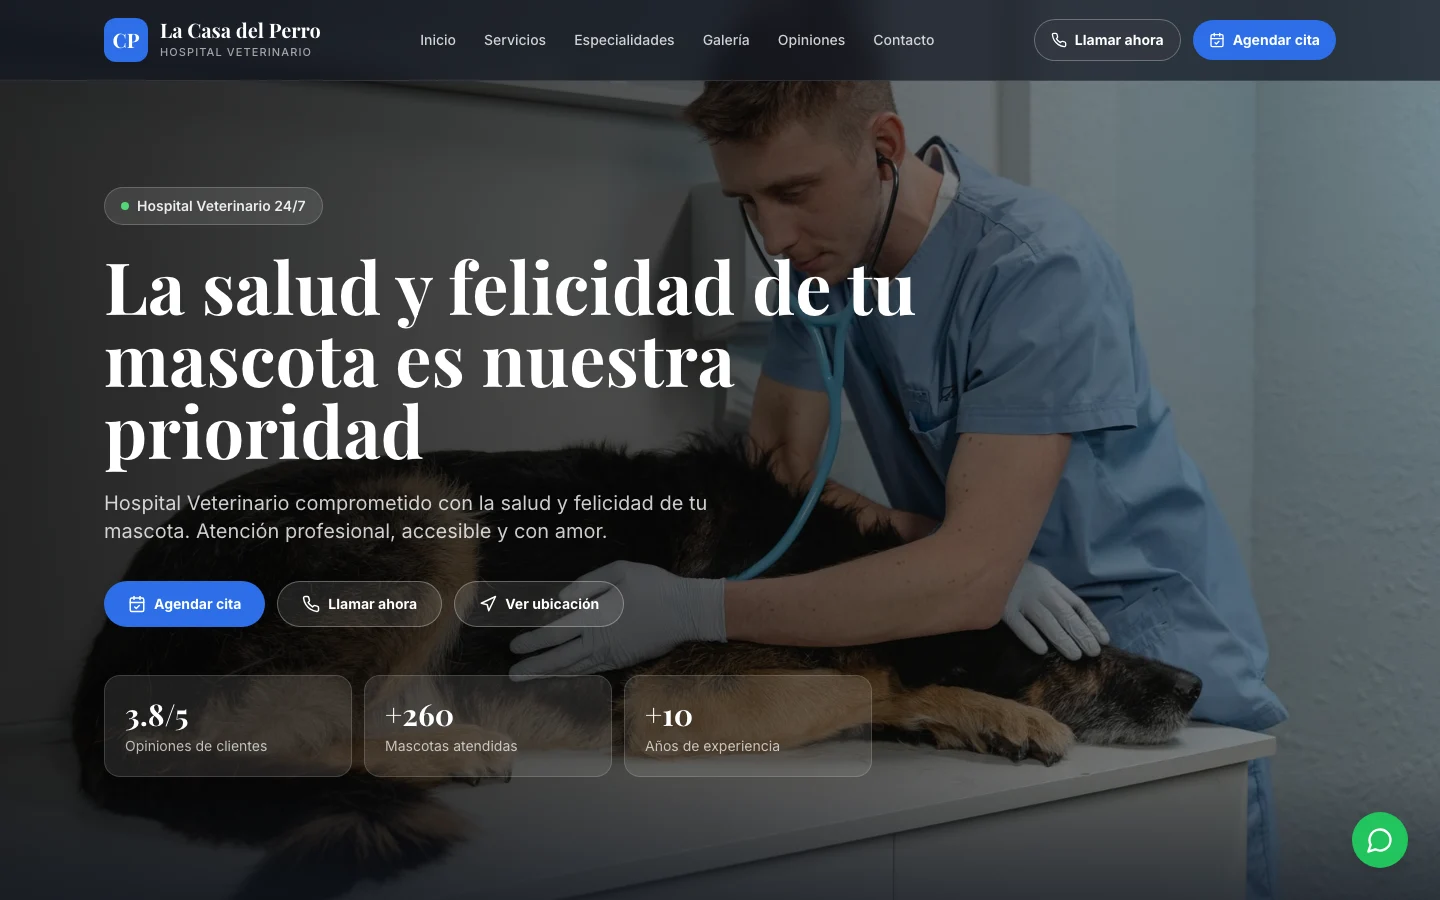 CP
La Casa del Perro
HOSPITAL VETERINARIO
Inicio
Servicios
Especialidades
Galería
Opiniones
Contacto
Llamar ahora
Agendar cita
Hospital Veterinario 24/7
La salud y felicidad de tu
mascota es nuestra
prioridad
Hospital Veterinario comprometido con la salud y felicidad de tu
mascota. Atención profesional, accesible y con amor.
Agendar cita
Llamar ahora
Ver ubicación
3.8/5
Opiniones de clientes
+260
Mascotas atendidas
+10
Años de experiencia